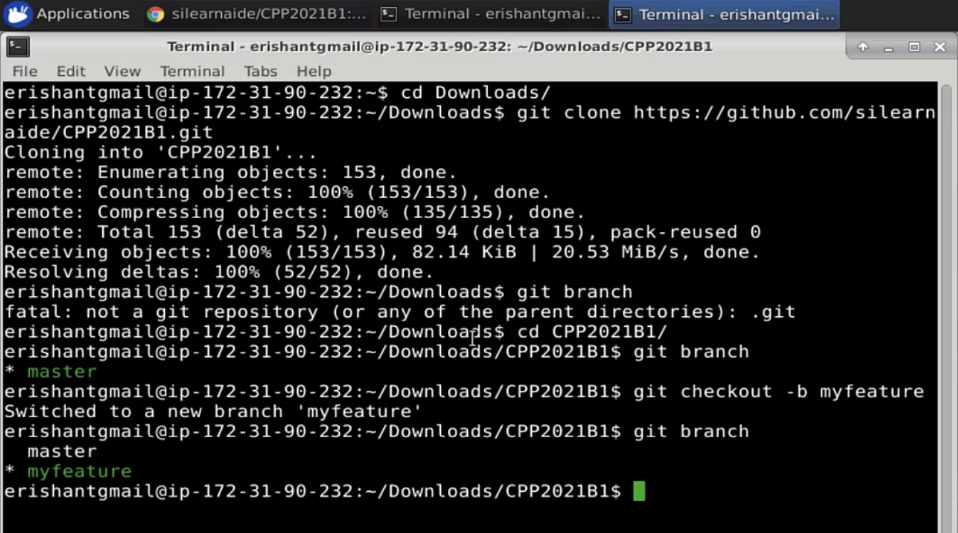 Applications silearnaide/CPP2021B1:... Terminal - erishantgmai... Terminal - erishantgmai...
Terminal - erishantgmail@ip-172-31-90-232: ~/Downloads/CPP2021B1
File Edit View Terminal Tabs Help
erishantgmail@ip-172-31-90-232:~$ cd Downloads/
erishantgmail@ip-172-31-90-232:~/Downloads$ git clone https://github.com/silearn
aide/CPP2021B1.git
Cloning into 'CPP2021B1'...
remote: Enumerating objects: 153, done.
remote: Counting objects: 100% (153/153), done.
remote: Compressing objects: 100% (135/135), done.
remote: Total 153 (delta 52), reused 94 (delta 15), pack-reused 0
Receiving objects: 100% (153/153), 82.14 KiB | 20.53 MiB/s, done.
Resolving deltas: 100% (52/52), done.
erishantgmail@ip-172-31-90-232:~/Downloads$ git branch
fatal: not a git repository (or any of the parent directories): .git
erishantgmail@ip-172-31-90-232:~/Downloads$ cd CPP2021B1/
erishantgmail@ip-172-31-90-232:~/Downloads/CPP2021B1$ git branch
* master
erishantgmail@ip-172-31-90-232:~/Downloads/CPP2021B1$ git checkout -b myfeature
Switched to a new branch 'myfeature'
erishantgmail@ip-172-31-90-232:~/Downloads/CPP2021B1$ git branch
  master
* myfeature
erishantgmail@ip-172-31-90-232:~/Downloads/CPP2021B1$